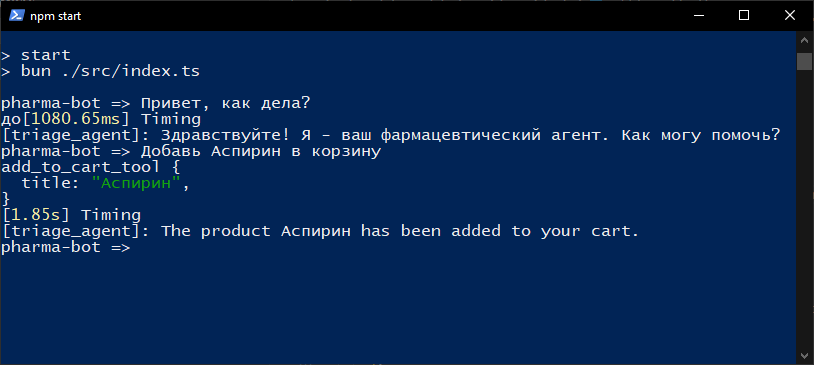 npm start
> start
> bun ./src/index.ts
pharma-bot => Привет, как дела?
до[1080.65ms] Timing
[triage_agent]: Здравствуйте! Я - ваш фармацевтический агент. Как могу помочь?
pharma-bot => Добавь Аспирин в корзину
add_to_cart_tool {
  title: "Аспирин",
}
[1.85s] Timing
[triage_agent]: The product Аспирин has been added to your cart.
pharma-bot =>